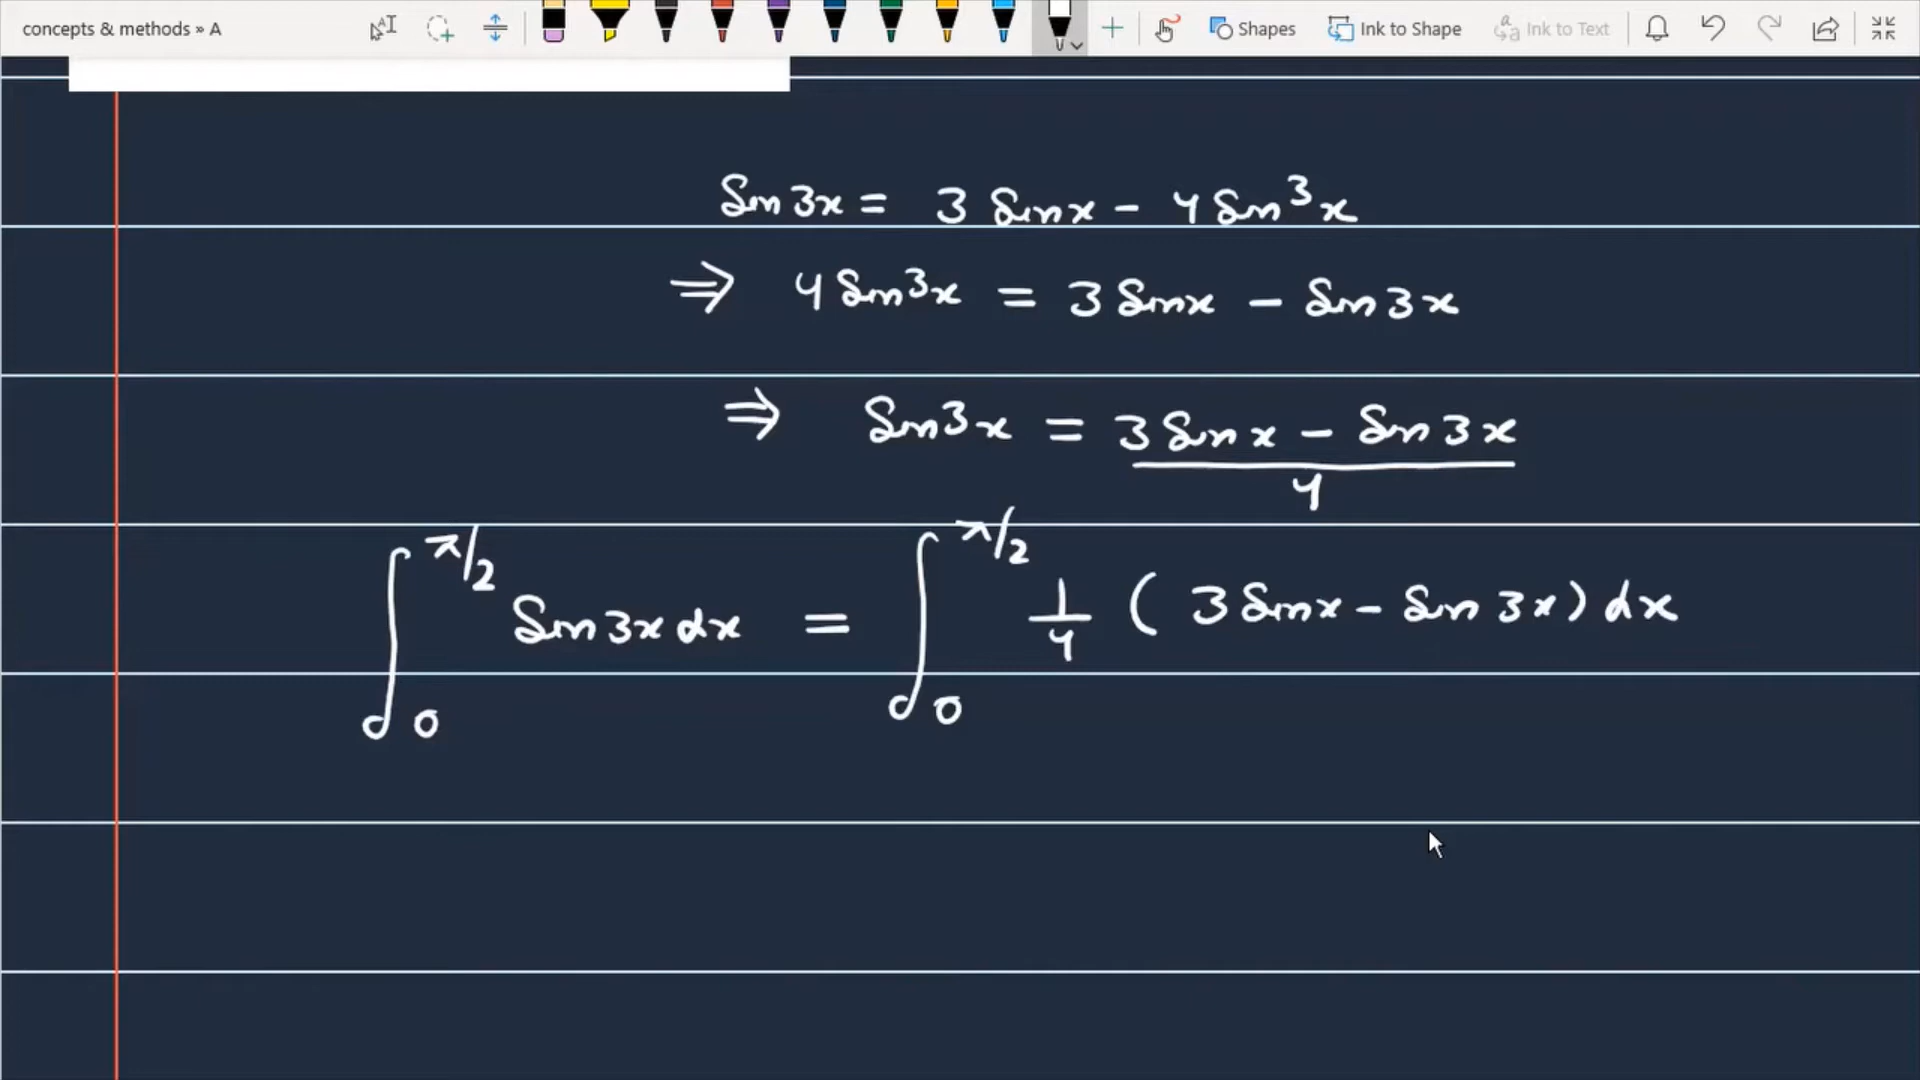 concepts & methods » A
Shapes
Ink to Shape
Ink to Text
Sin 3x = 3 Sinx - 4 Sin³x
⇒ 4 Sin³x = 3 Sinx - Sin 3x
⇒ Sin³x = (3 Sinx - Sin 3x)/4
∫₀^(π/2) Sin³x dx = ∫₀^(π/2) 1/4 ( 3 Sinx - Sin 3x) dx